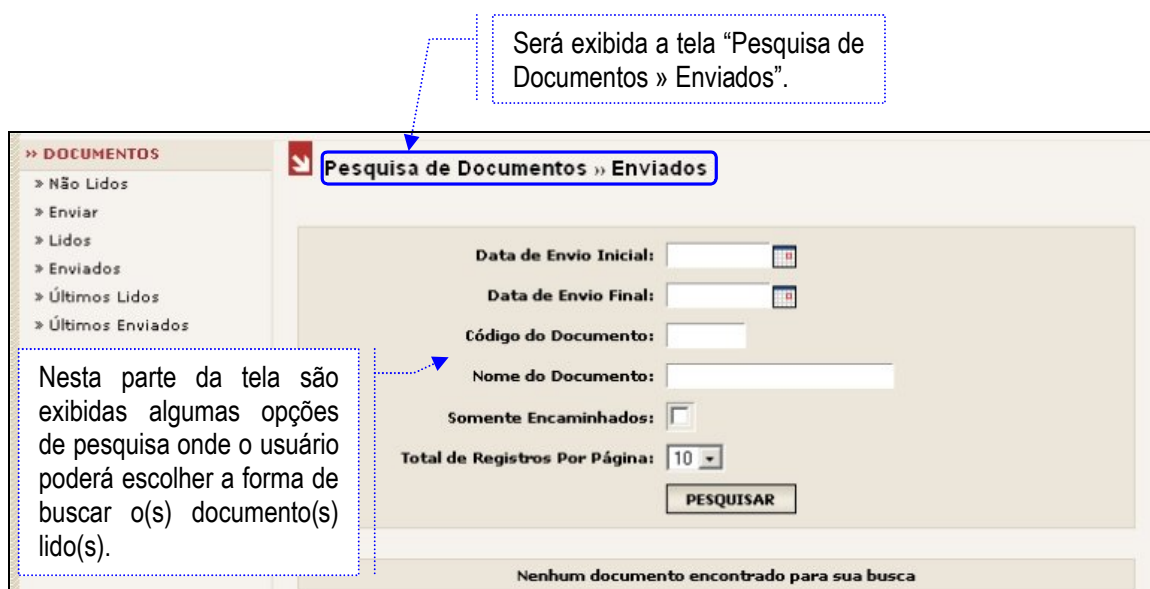 Será exibida a tela “Pesquisa de
Documentos » Enviados”.
» DOCUMENTOS
» Não Lidos
» Enviar
» Lidos
» Enviados
» Últimos Lidos
» Últimos Enviados
Pesquisa de Documentos » Enviados
Data de Envio Inicial:
Data de Envio Final:
Código do Documento:
Nome do Documento:
Somente Encaminhados:
Total de Registros Por Página: 10
PESQUISAR
Nesta parte da tela são
exibidas algumas opções
de pesquisa onde o usuário
poderá escolher a forma de
buscar o(s) documento(s)
lido(s).
Nenhum documento encontrado para sua busca